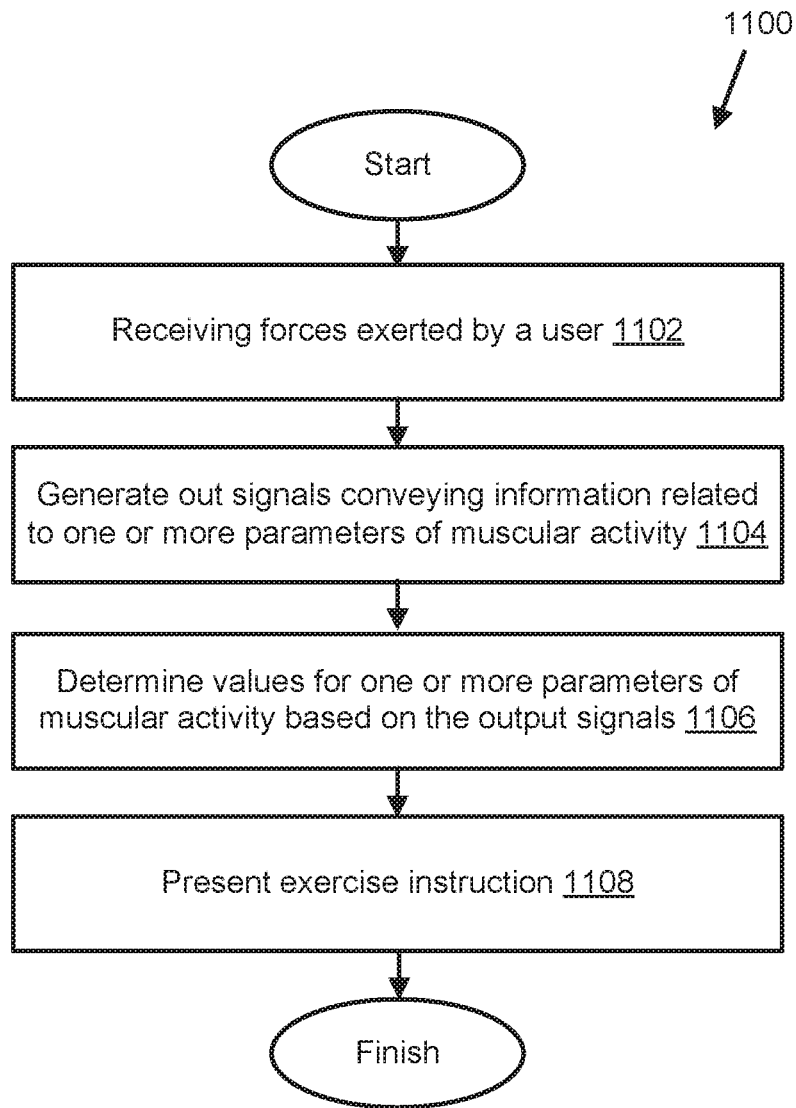 1100
Start
Receiving forces exerted by a user 1102
Generate out signals conveying information related
to one or more parameters of muscular activity 1104
Determine values for one or more parameters of
muscular activity based on the output signals 1106
Present exercise instruction 1108
Finish